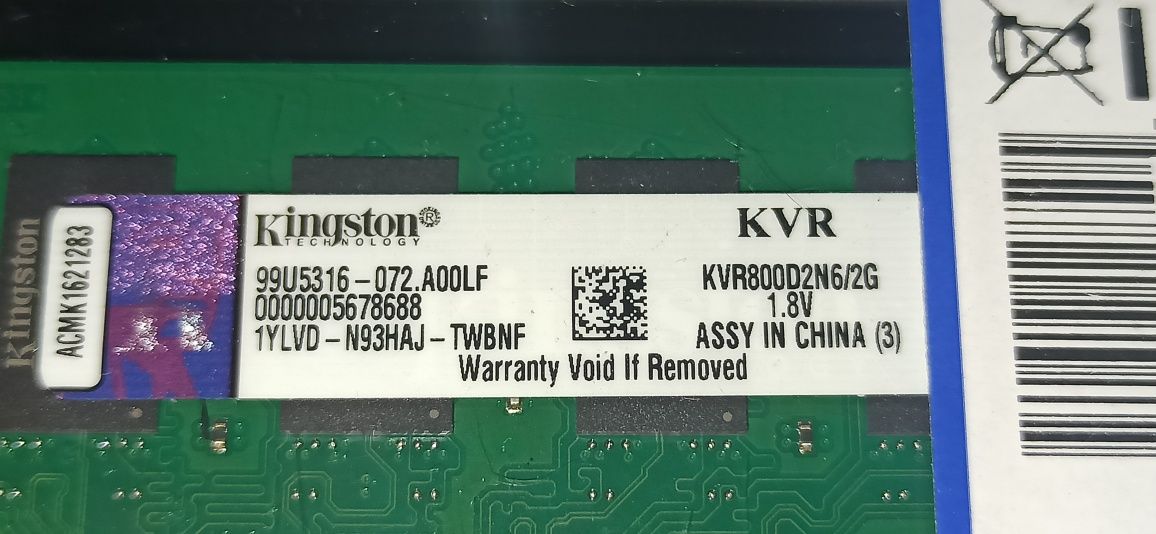 Kingston
ACMK1621283
Kingston®
TECHNOLOGY
KVR
99U5316-072.A00LF
0000005678688
1YLVD-N93HAJ-TWBNF
KVR800D2N6/2G
1.8V
ASSY IN CHINA (3)
Warranty Void If Removed